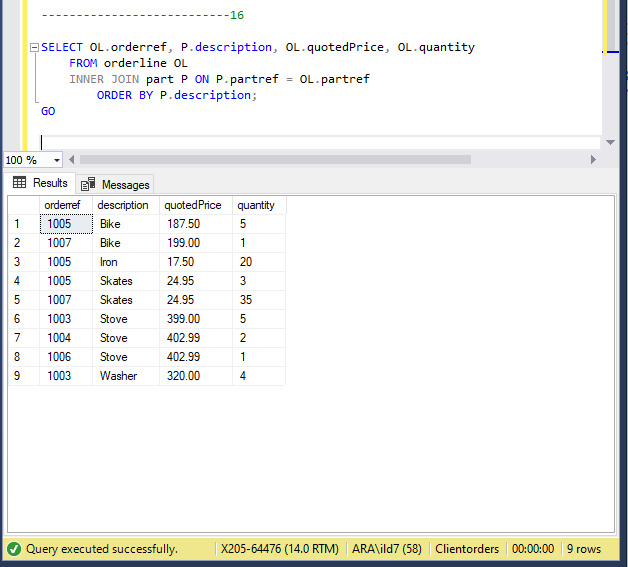 ---------------------------16
SELECT OL.orderref, P.description, OL.quotedPrice, OL.quantity
FROM orderline OL
INNER JOIN part P ON P.partref = OL.partref
ORDER BY P.description;
GO
100 %
Results Messages
orderref description quotedPrice quantity
1 1005 Bike 187.50 5
2 1007 Bike 199.00 1
3 1005 Iron 17.50 20
4 1005 Skates 24.95 3
5 1007 Skates 24.95 35
6 1003 Stove 399.00 5
7 1004 Stove 402.99 2
8 1006 Stove 402.99 1
9 1003 Washer 320.00 4
Query executed successfully. X205-64476 (14.0 RTM) ARA\ild7 (58) Clientorders 00:00:00 9 rows